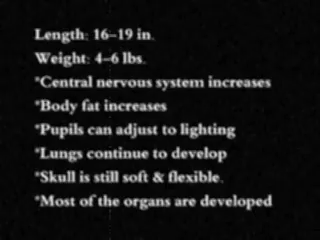 Length: 16–19 in.
Weight: 4–6 lbs.
*Central nervous system increases
*Body fat increases
*Pupils can adjust to lighting
*Lungs continue to develop
*Skull is still soft & flexible.
*Most of the organs are developed